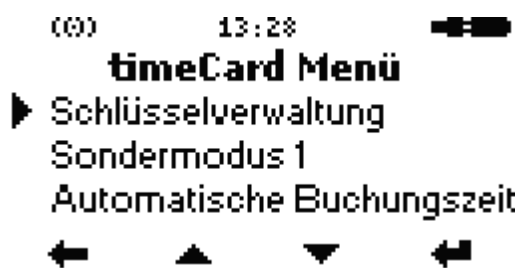 ((0)) 13:28
timeCard Menü
Schlüsselverwaltung
Sondermodus 1
Automatische Buchungszeit